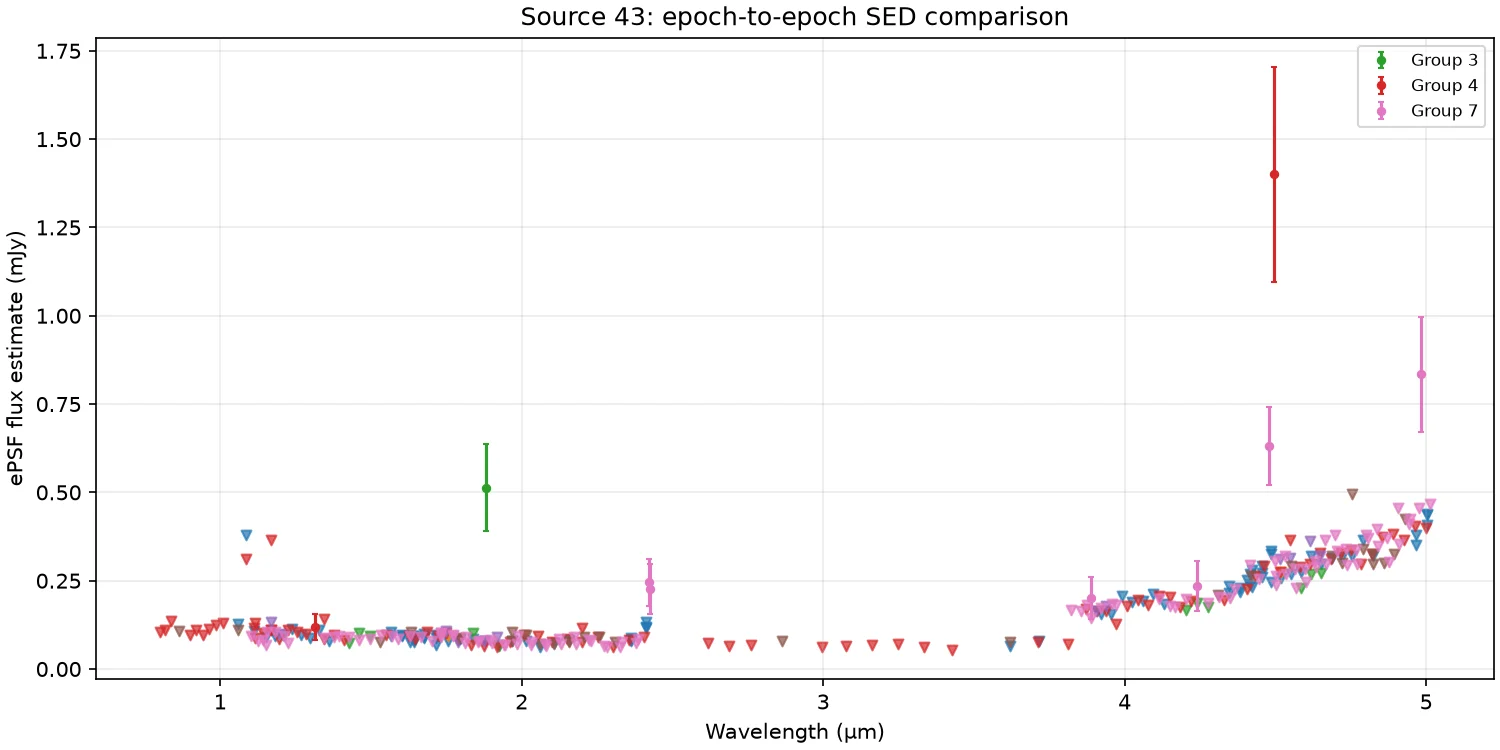 Source 43: epoch-to-epoch SED comparison
ePSF flux estimate (mJy)
1.75
1.50
1.25
1.00
0.75
0.50
0.25
0.00
Group 3
Group 4
Group 7
1 2 3 4 5
Wavelength (μm)